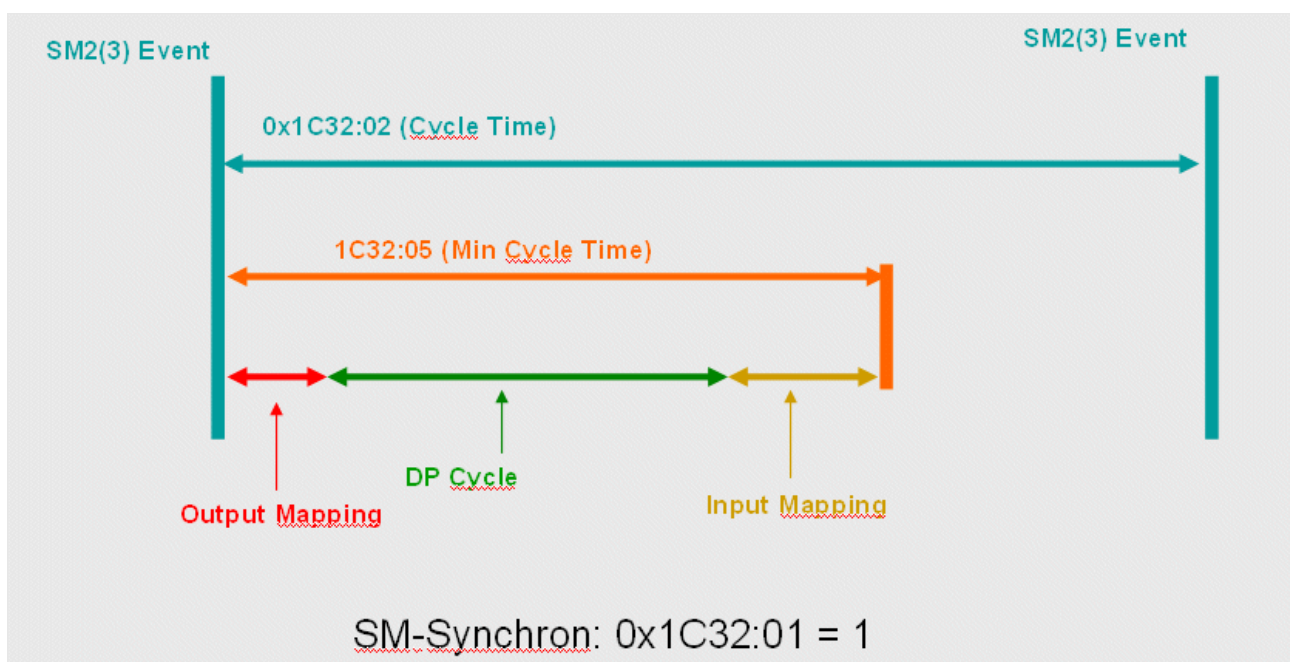 SM2(3) Event
SM2(3) Event
0x1C32:02 (Cycle Time)
1C32:05 (Min Cycle Time)
DP Cycle
Input Mapping
Output Mapping
SM-Synchron: 0x1C32:01 = 1